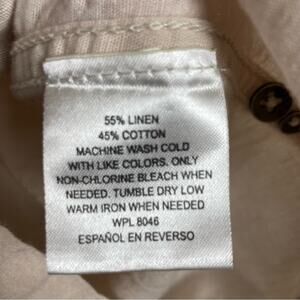 55% LINEN
45% COTTON
MACHINE WASH COLD
WITH LIKE COLORS. ONLY
NON-CHLORINE BLEACH WHEN
NEEDED. TUMBLE DRY LOW
WARM IRON WHEN NEEDED
WPL 8046
ESPAÑOL EN REVERSO